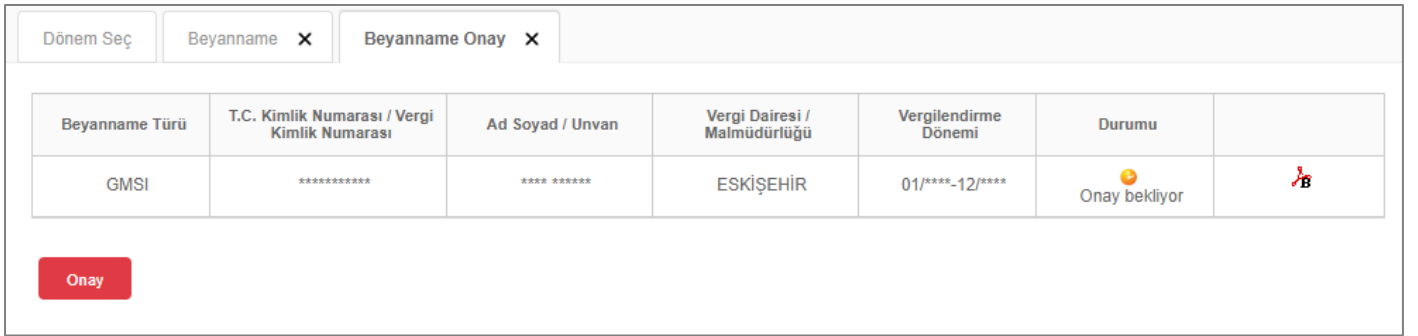 Dönem Seç
Beyanname
Beyanname Onay
Beyanname Türü
T.C. Kimlik Numarası / Vergi
Kimlik Numarası
Ad Soyad / Unvan
Vergi Dairesi /
Malmüdürlüğü
Vergilendirme
Dönemi
Durumu
GMSI
***********
**** ******
ESKİŞEHİR
01/****-12/****
Onay bekliyor
B
Onay